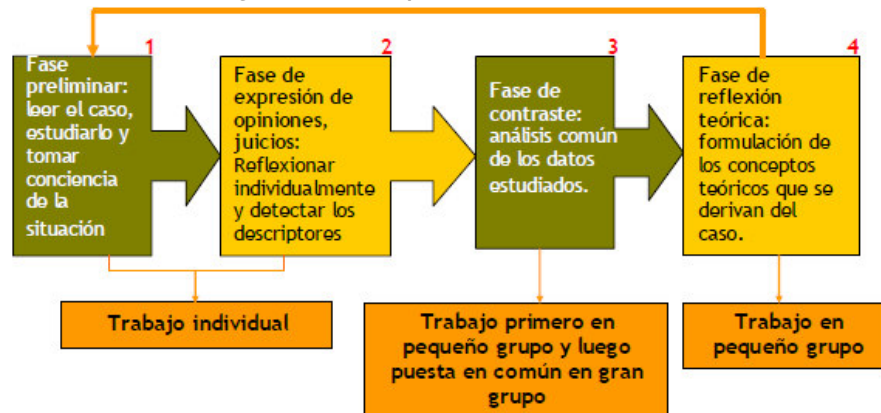 1
Fase
preliminar:
leer el caso,
estudiarlo y
tomar
conciencia
de la
situación
2
Fase de
expresión de
opiniones,
juicios:
Reflexionar
individualmente
y detectar los
descriptores
3
Fase de
contraste:
análisis común
de los datos
estudiados.
4
Fase de
reflexión
teórica:
formulación de
los conceptos
teóricos que se
derivan del
caso.
Trabajo individual
Trabajo primero en
pequeño grupo y luego
puesta en común en gran
grupo
Trabajo en
pequeño grupo